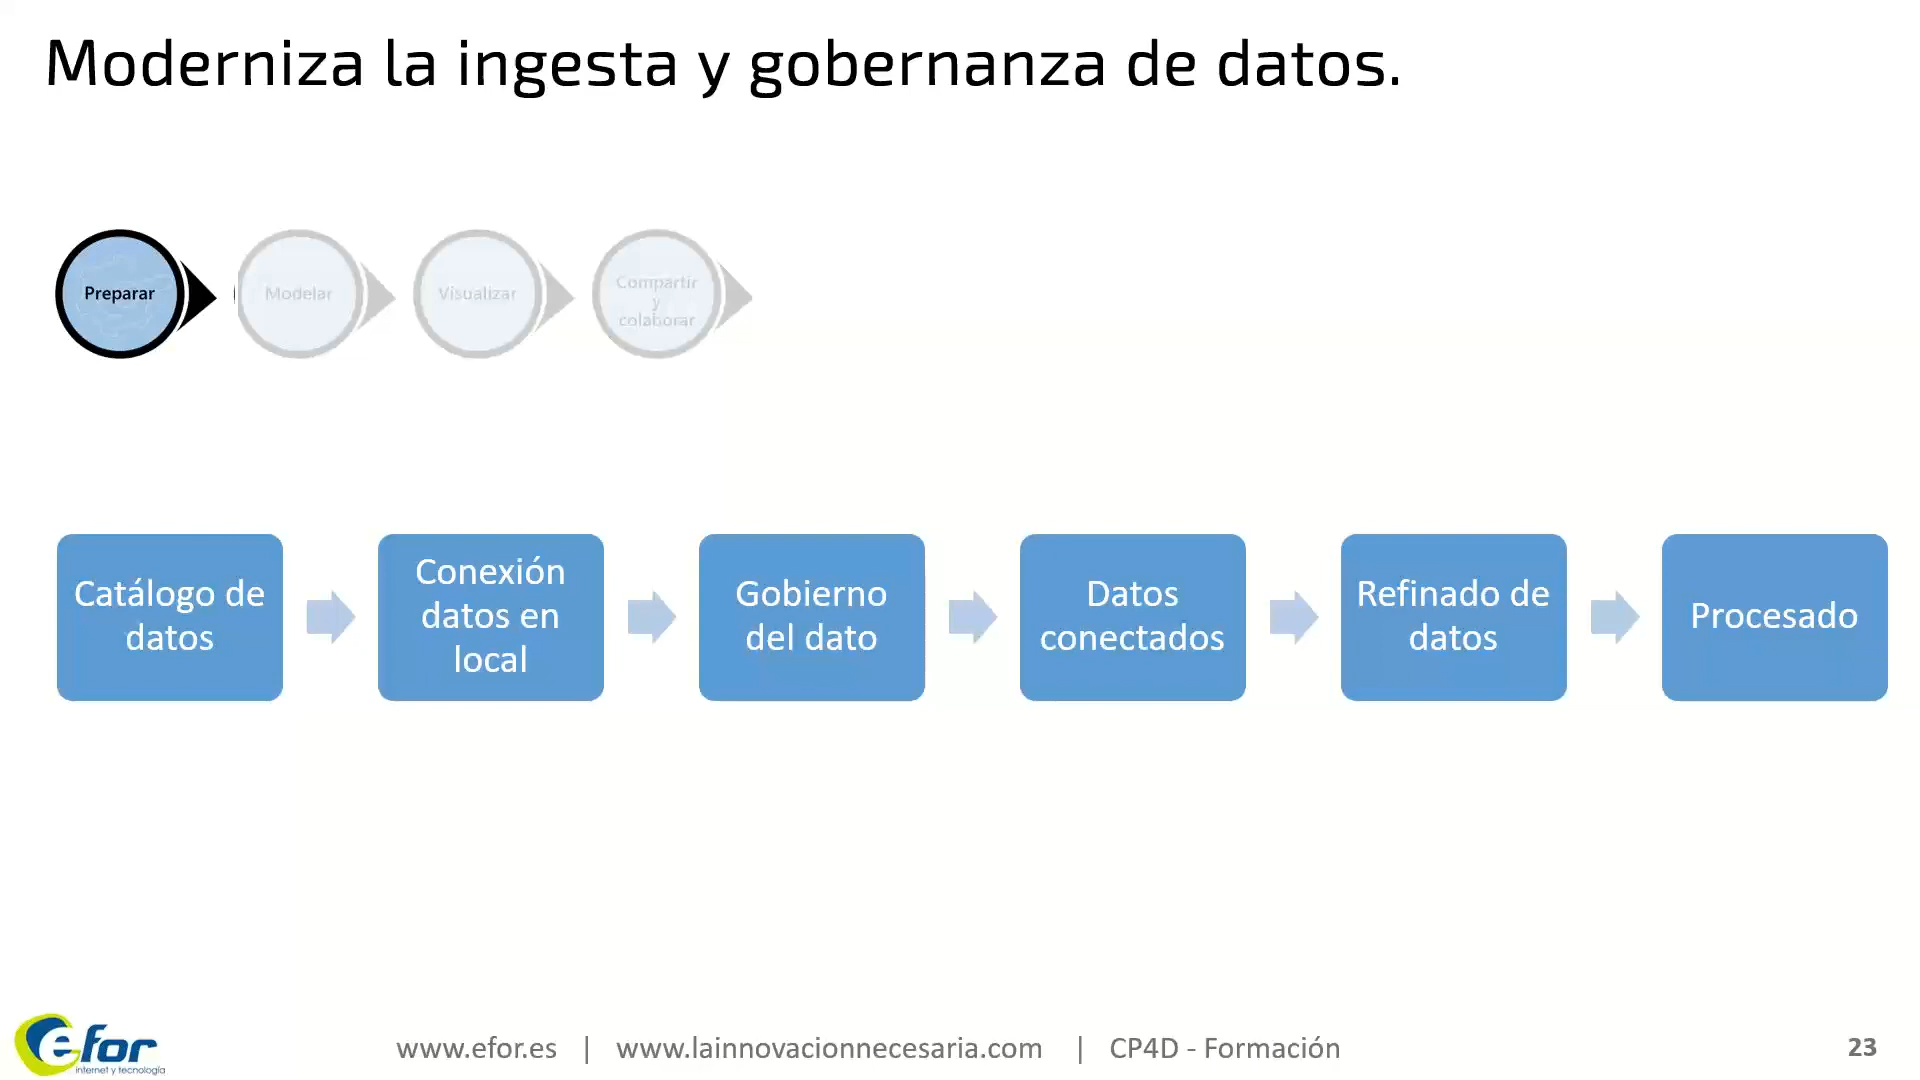 Moderniza la ingesta y gobernanza de datos.
Preparar
Modelar
Visualizar
Compartir
y
colaborar
Catálogo de
datos
Conexión
datos en
local
Gobierno
del dato
Datos
conectados
Refinado de
datos
Procesado
efor
internet y tecnología
www.efor.es | www.lainnovacionnecesaria.com | CP4D - Formación
23